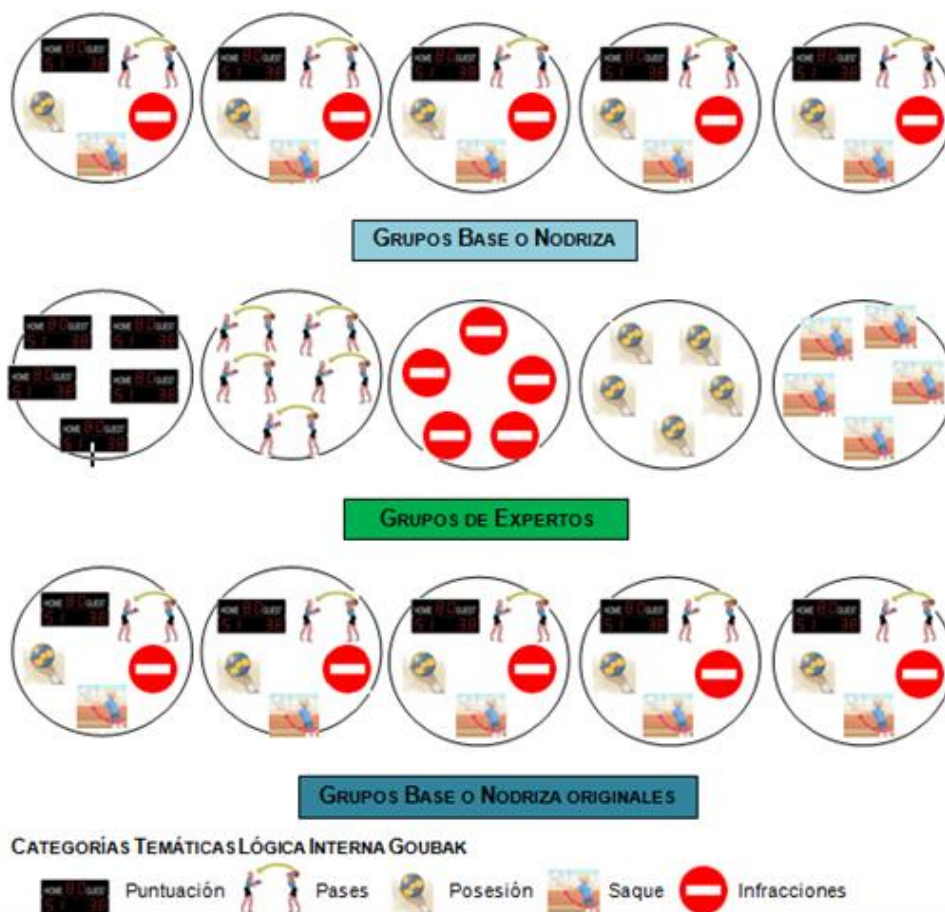 GRUPOS BASE O NODRIZA
GRUPOS DE EXPERTOS
GRUPOS BASE O NODRIZA ORIGINALES
CATEGORÍAS TEMÁTICAS LÓGICA INTERNA GOUBAK
Puntuación Pases Posesión Saque Infracciones